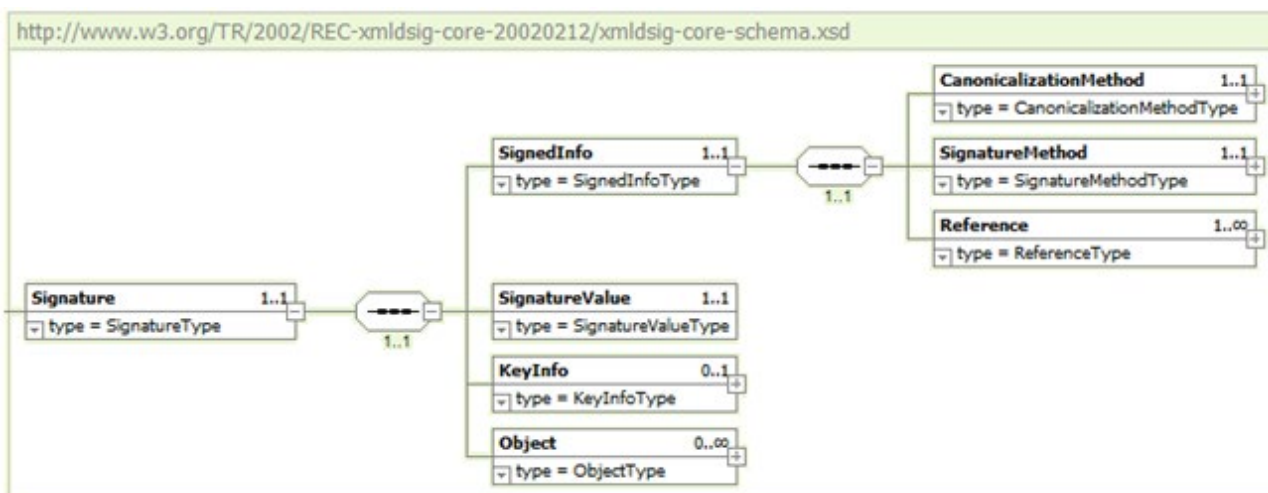 http://www.w3.org/TR/2002/REC-xmldsig-core-20020212/xmldsig-core-schema.xsd
CanonicalizationMethod 1..1
type = CanonicalizationMethodType
SignedInfo 1..1
type = SignedInfoType
1..1
SignatureMethod 1..1
type = SignatureMethodType
Reference 1..∞
type = ReferenceType
Signature 1..1
type = SignatureType
1..1
SignatureValue 1..1
type = SignatureValueType
KeyInfo 0..1
type = KeyInfoType
Object 0..∞
type = ObjectType